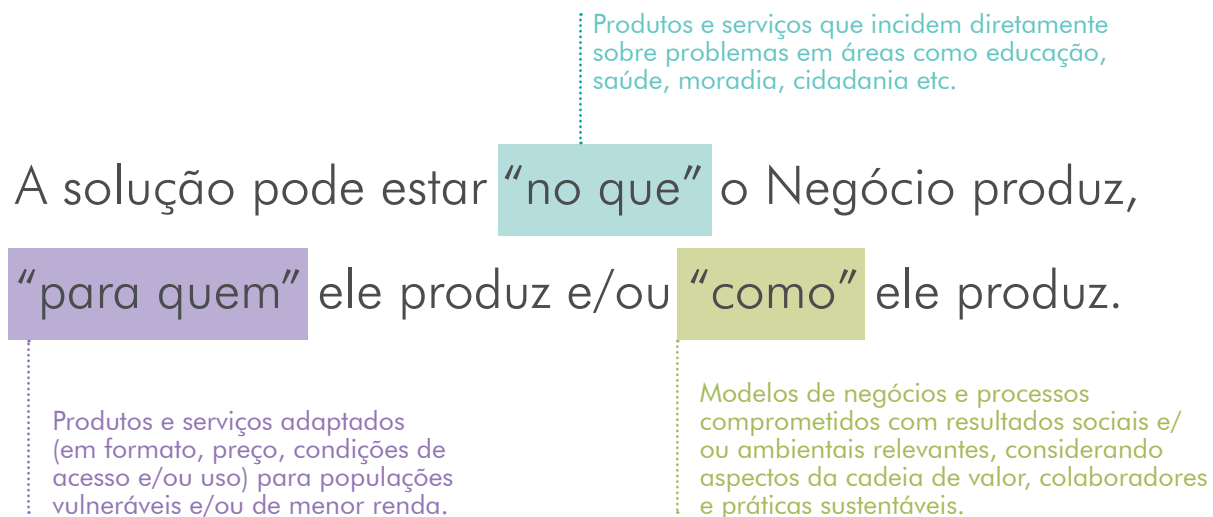 Produtos e serviços que incidem diretamente
sobre problemas em áreas como educação,
saúde, moradia, cidadania etc.
A solução pode estar “no que” o Negócio produz,
“para quem” ele produz e/ou “como” ele produz.
Produtos e serviços adaptados
(em formato, preço, condições de
acesso e/ou uso) para populações
vulneráveis e/ou de menor renda.
Modelos de negócios e processos
comprometidos com resultados sociais e/
ou ambientais relevantes, considerando
aspectos da cadeia de valor, colaboradores
e práticas sustentáveis.